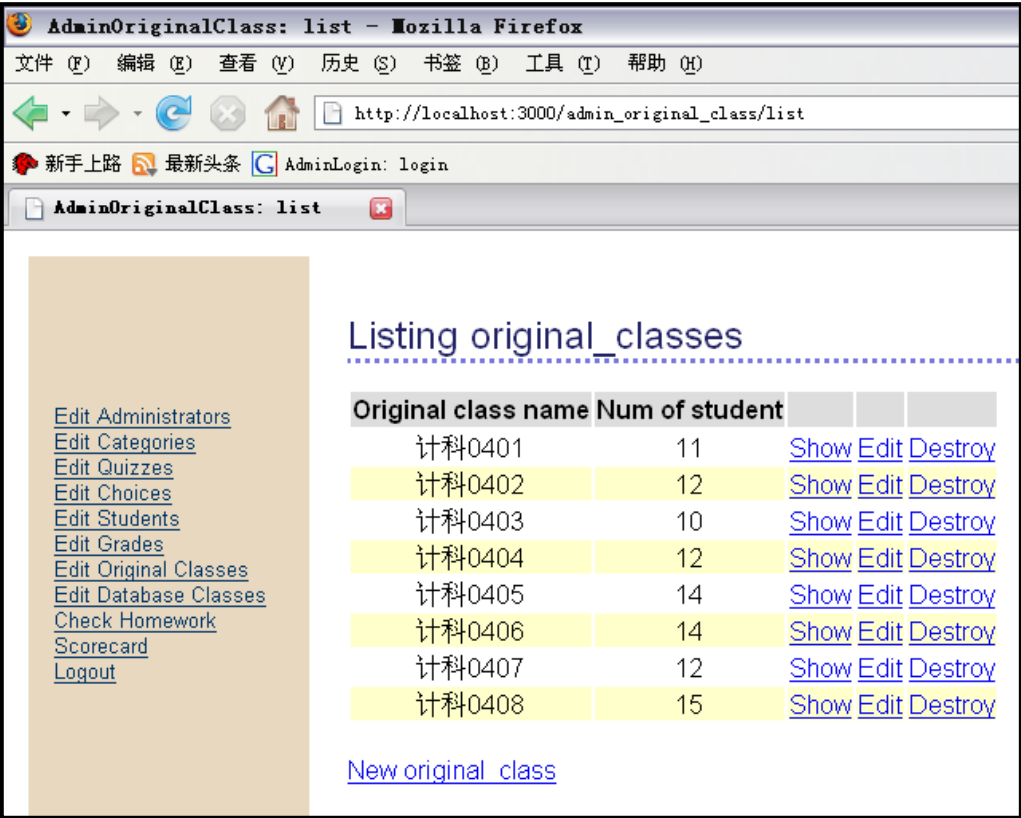 AdminOriginalClass: list - Mozilla Firefox
文件 (F) 编辑 (E) 查看 (V) 历史 (S) 书签 (B) 工具 (T) 帮助 (H)
http://localhost:3000/admin_original_class/list
新手上路 最新头条 AdminLogin: login
AdminOriginalClass: list
Listing original_classes
Edit Administrators
Edit Categories
Edit Quizzes
Edit Choices
Edit Students
Edit Grades
Edit Original Classes
Edit Database Classes
Check Homework
Scorecard
Logout
Original class name Num of student
计科0401 11 Show Edit Destroy
计科0402 12 Show Edit Destroy
计科0403 10 Show Edit Destroy
计科0404 12 Show Edit Destroy
计科0405 14 Show Edit Destroy
计科0406 14 Show Edit Destroy
计科0407 12 Show Edit Destroy
计科0408 15 Show Edit Destroy
New original_class